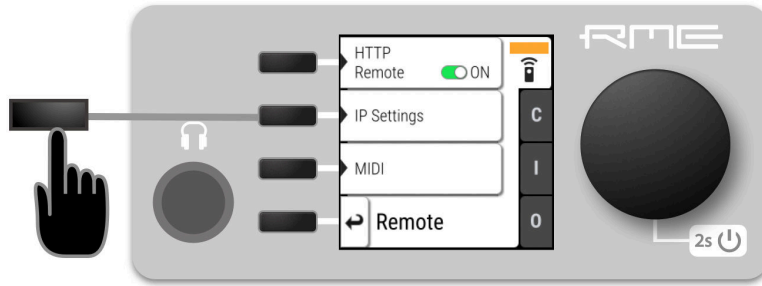 RME
HTTP
Remote ON
IP Settings
C
MIDI
I
Remote
O
2s